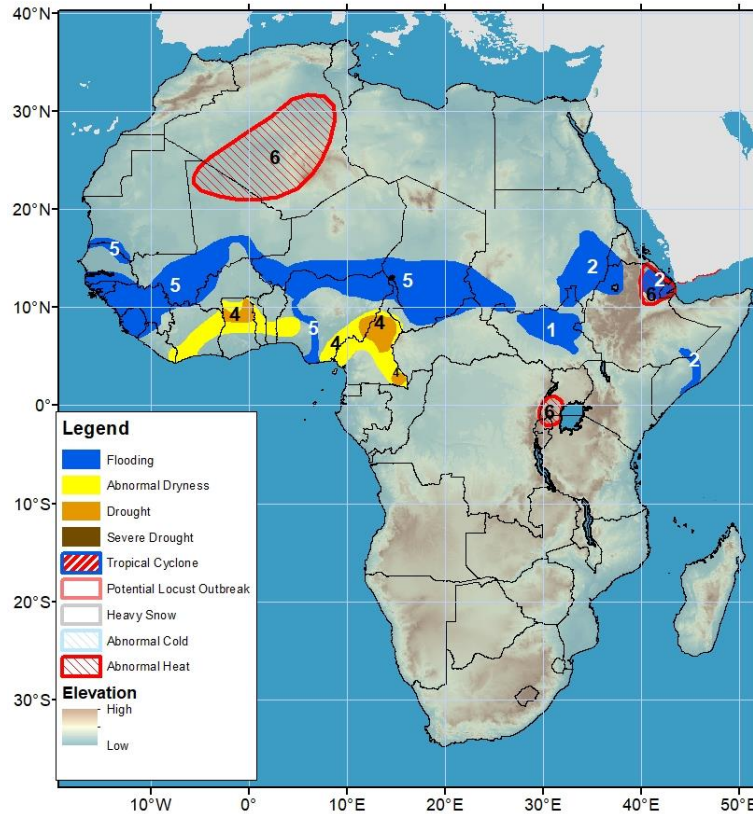 40°N
30°N
20°N
10°N
0°
10°S
20°S
30°S
6
5
5
5
2
2
6
4
5
4
4
4
1
2
6
Legend
Flooding
Abnormal Dryness
Drought
Severe Drought
Tropical Cyclone
Potential Locust Outbreak
Heavy Snow
Abnormal Cold
Abnormal Heat
Elevation
High
Low
10°W
0°
10°E
20°E
30°E
40°E
50°E